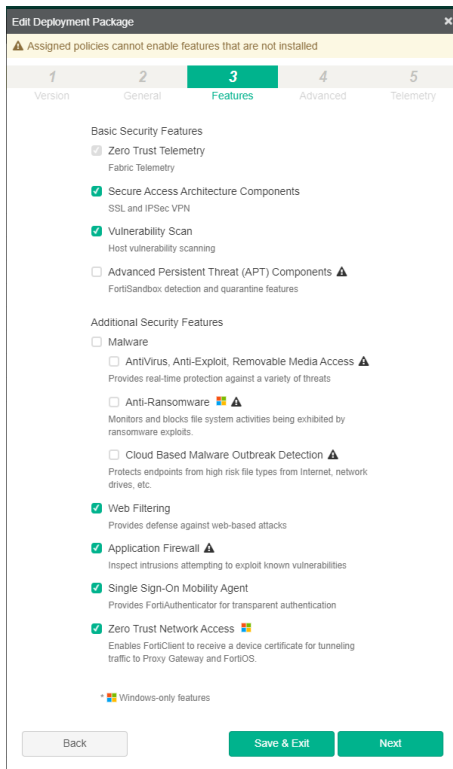 Edit Deployment Package
Assigned policies cannot enable features that are not installed
1 2 3 4 5
Version General Features Advanced Telemetry
Basic Security Features
Zero Trust Telemetry
Fabric Telemetry
Secure Access Architecture Components
SSL and IPSec VPN
Vulnerability Scan
Host vulnerability scanning
Advanced Persistent Threat (APT) Components
FortiSandbox detection and quarantine features
Additional Security Features
Malware
AntiVirus, Anti-Exploit, Removable Media Access
Provides real-time protection against a variety of threats
Anti-Ransomware
Monitors and blocks file system activities being exhibited by
ransomware exploits.
Cloud Based Malware Outbreak Detection
Protects endpoints from high risk file types from Internet, network
drives, etc.
Web Filtering
Provides defense against web-based attacks
Application Firewall
Inspect intrusions attempting to exploit known vulnerabilities
Single Sign-On Mobility Agent
Provides FortiAuthenticator for transparent authentication
Zero Trust Network Access
Enables FortiClient to receive a device certificate for tunneling
traffic to Proxy Gateway and FortiOS.
* Windows-only features
Back Save & Exit Next